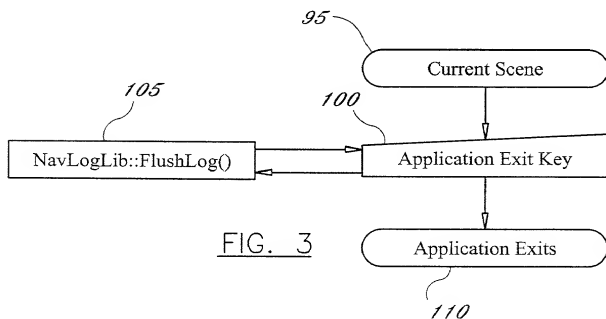 95
Current Scene
105
100
NavLogLib::FlushLog()
Application Exit Key
FIG. 3
Application Exits
110